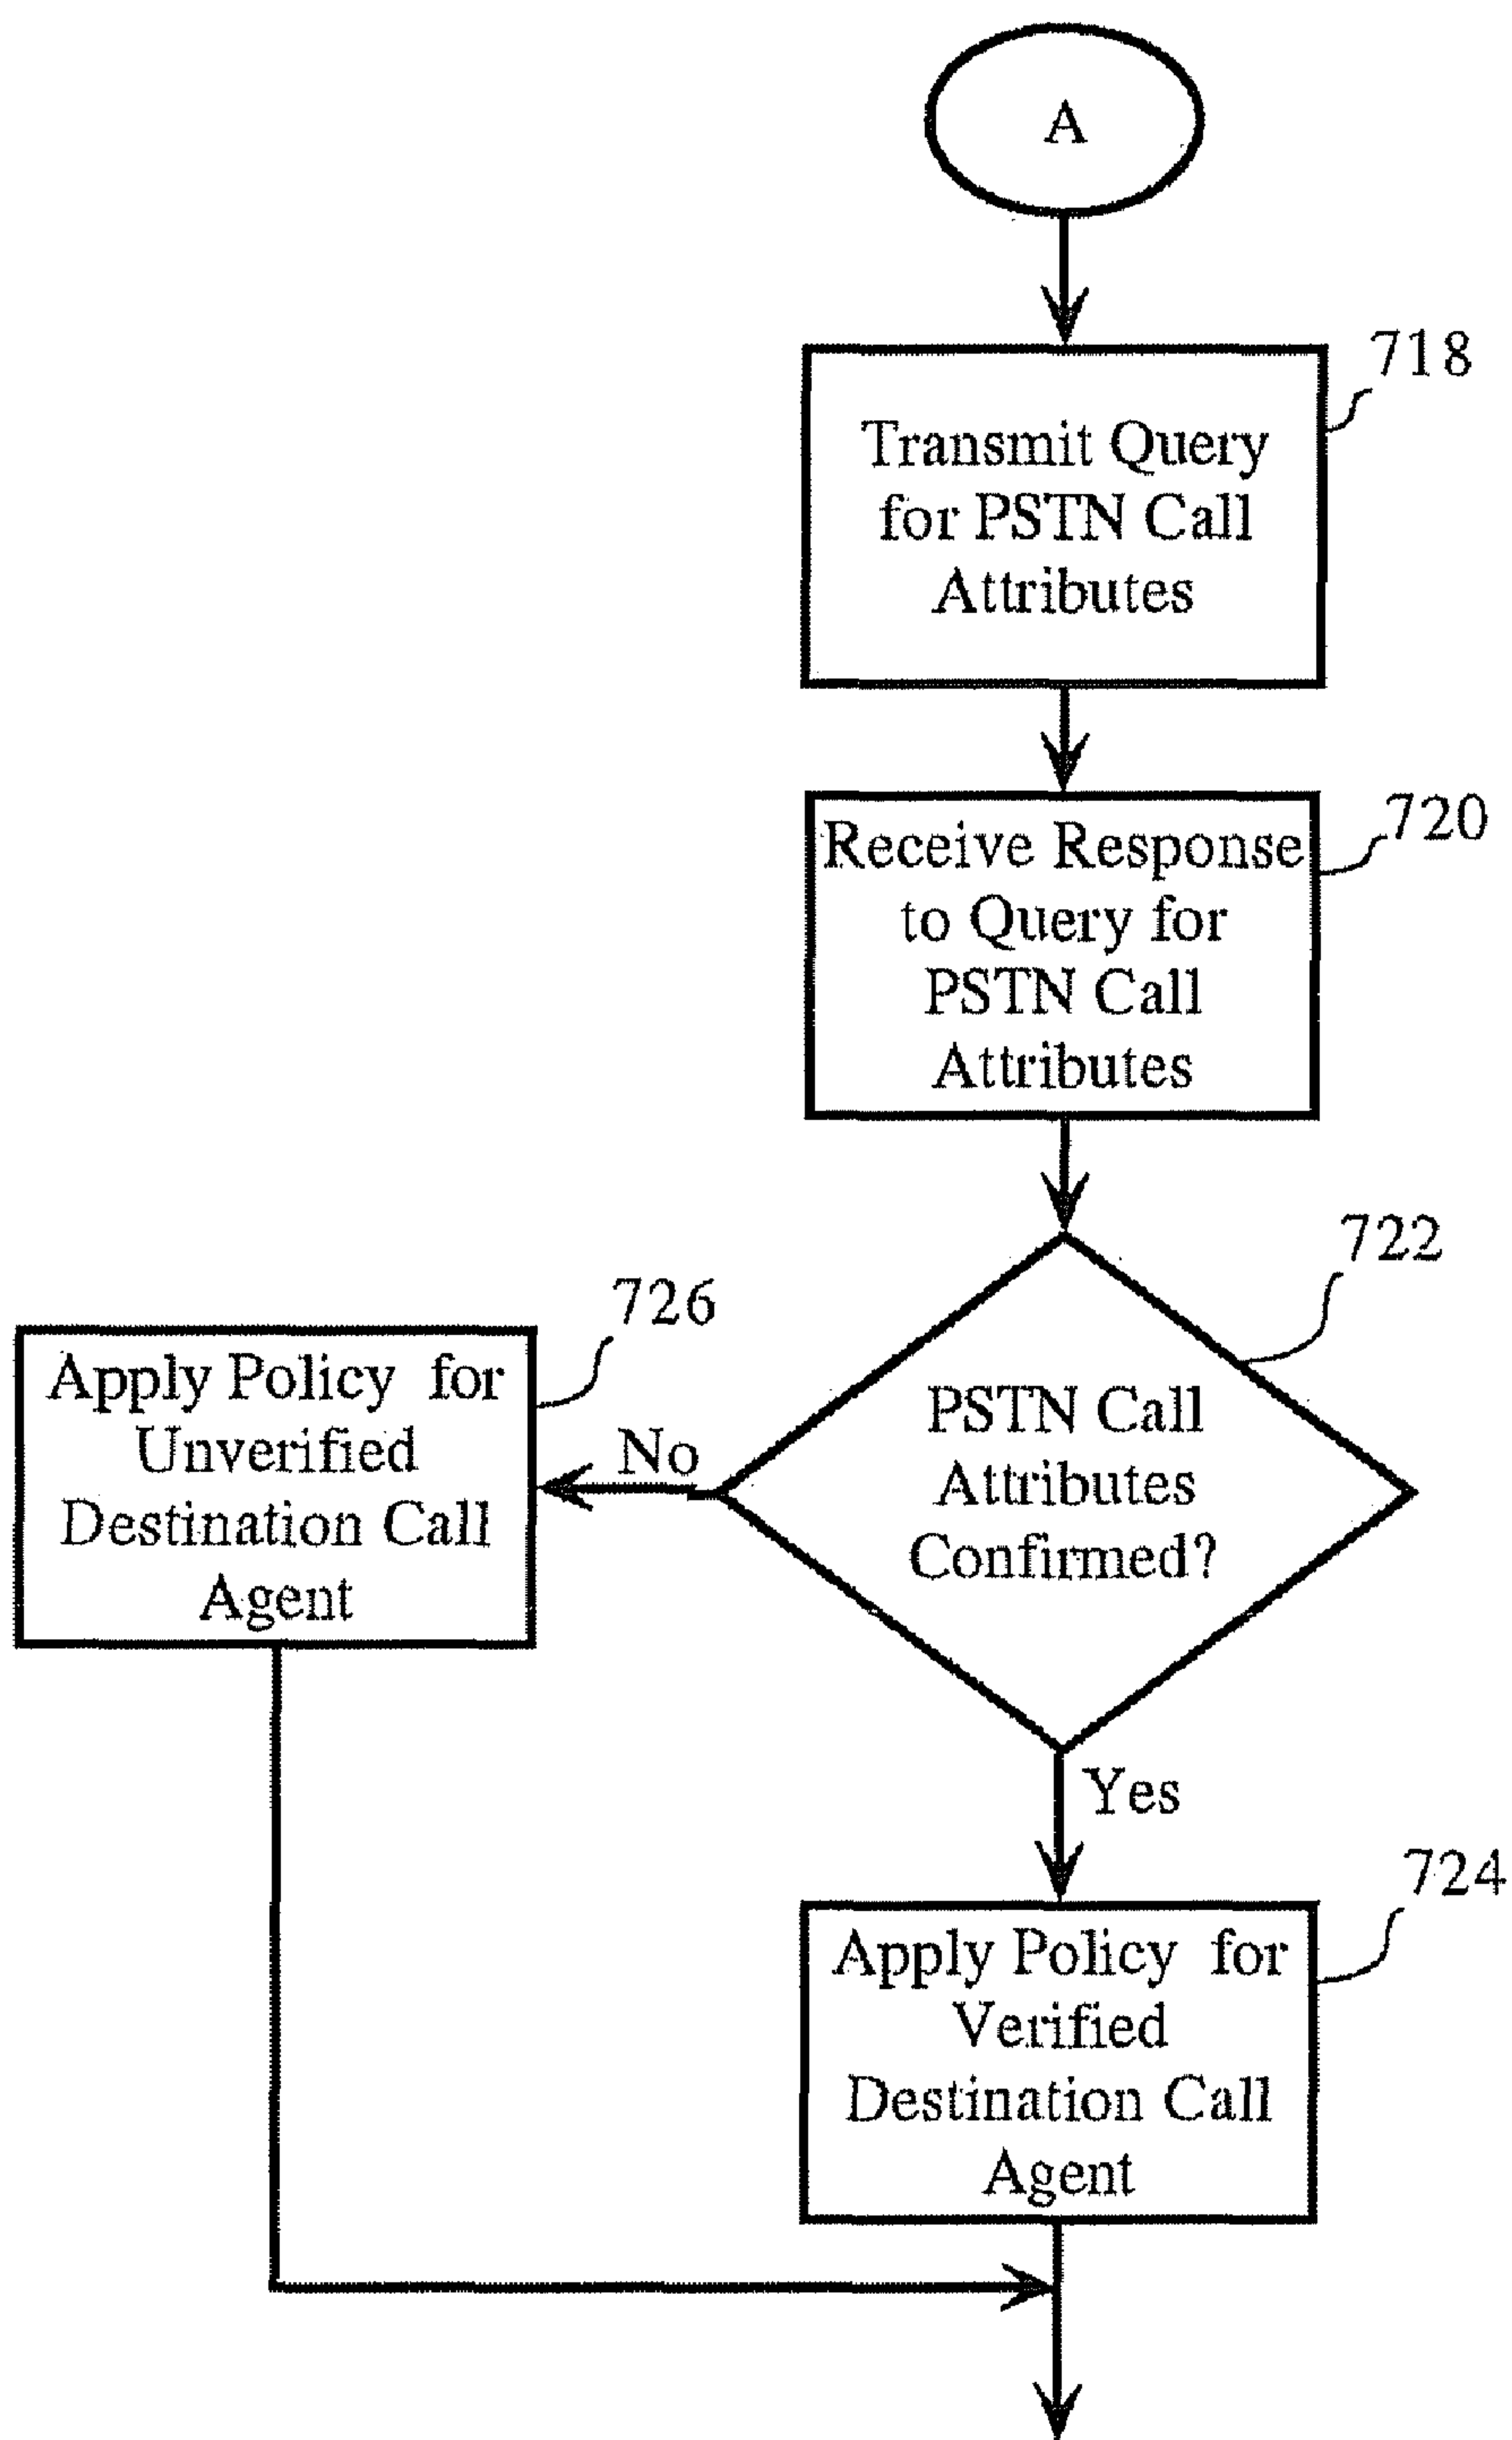 A
718
Transmit Query
for PSTN Call
Attributes
720
Receive Response
to Query for
PSTN Call
Attributes
722
PSTN Call
Attributes
Confirmed?
No
726
Apply Policy for
Unverified
Destination Call
Agent
Yes
724
Apply Policy for
Verified
Destination Call
Agent